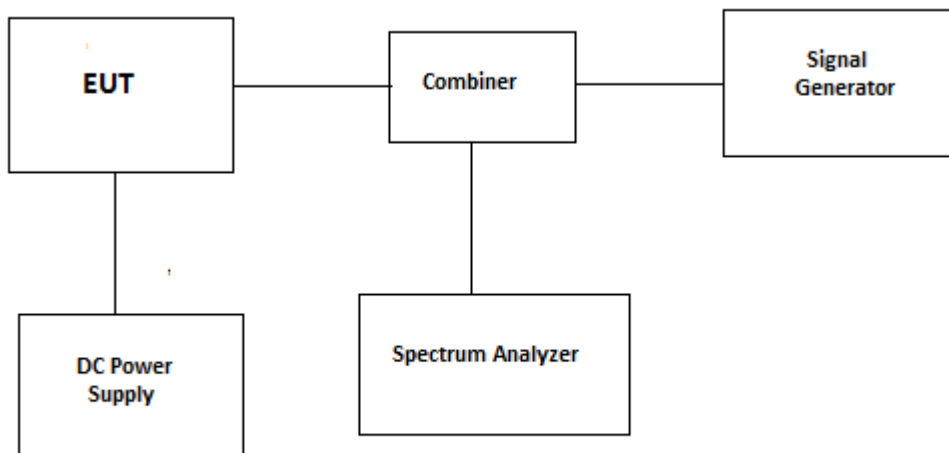 EUT
Combiner
Signal
Generator
DC Power
Supply
Spectrum Analyzer